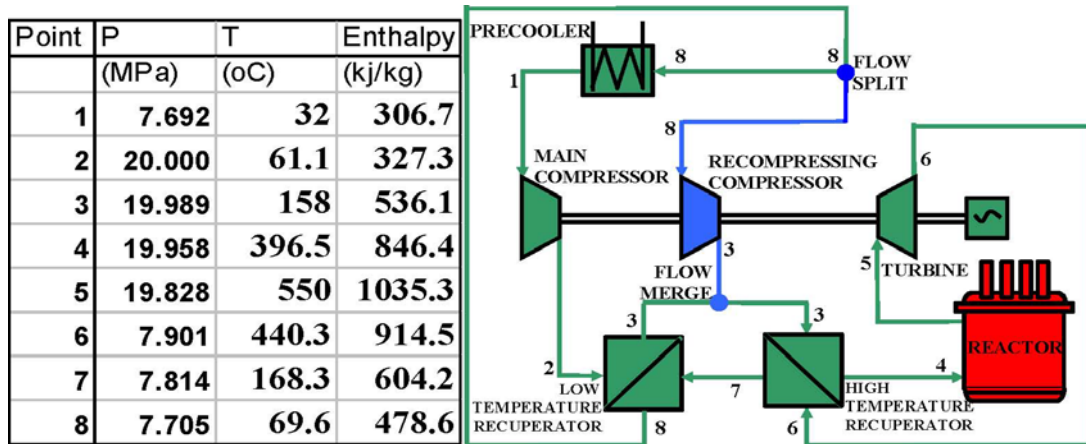 Point P T Enthalpy
(MPa) (oC) (kj/kg)
1 7.692 32 306.7
2 20.000 61.1 327.3
3 19.989 158 536.1
4 19.958 396.5 846.4
5 19.828 550 1035.3
6 7.901 440.3 914.5
7 7.814 168.3 604.2
8 7.705 69.6 478.6
PRECOOLER
8
8
FLOW
SPLIT
1
8
6
MAIN
COMPRESSOR
RECOMPRESSING
COMPRESSOR
3
5
TURBINE
FLOW
MERGE
3
3
REACTOR
2
7
4
LOW
TEMPERATURE
RECUPERATOR
8
HIGH
TEMPERATURE
RECUPERATOR
6